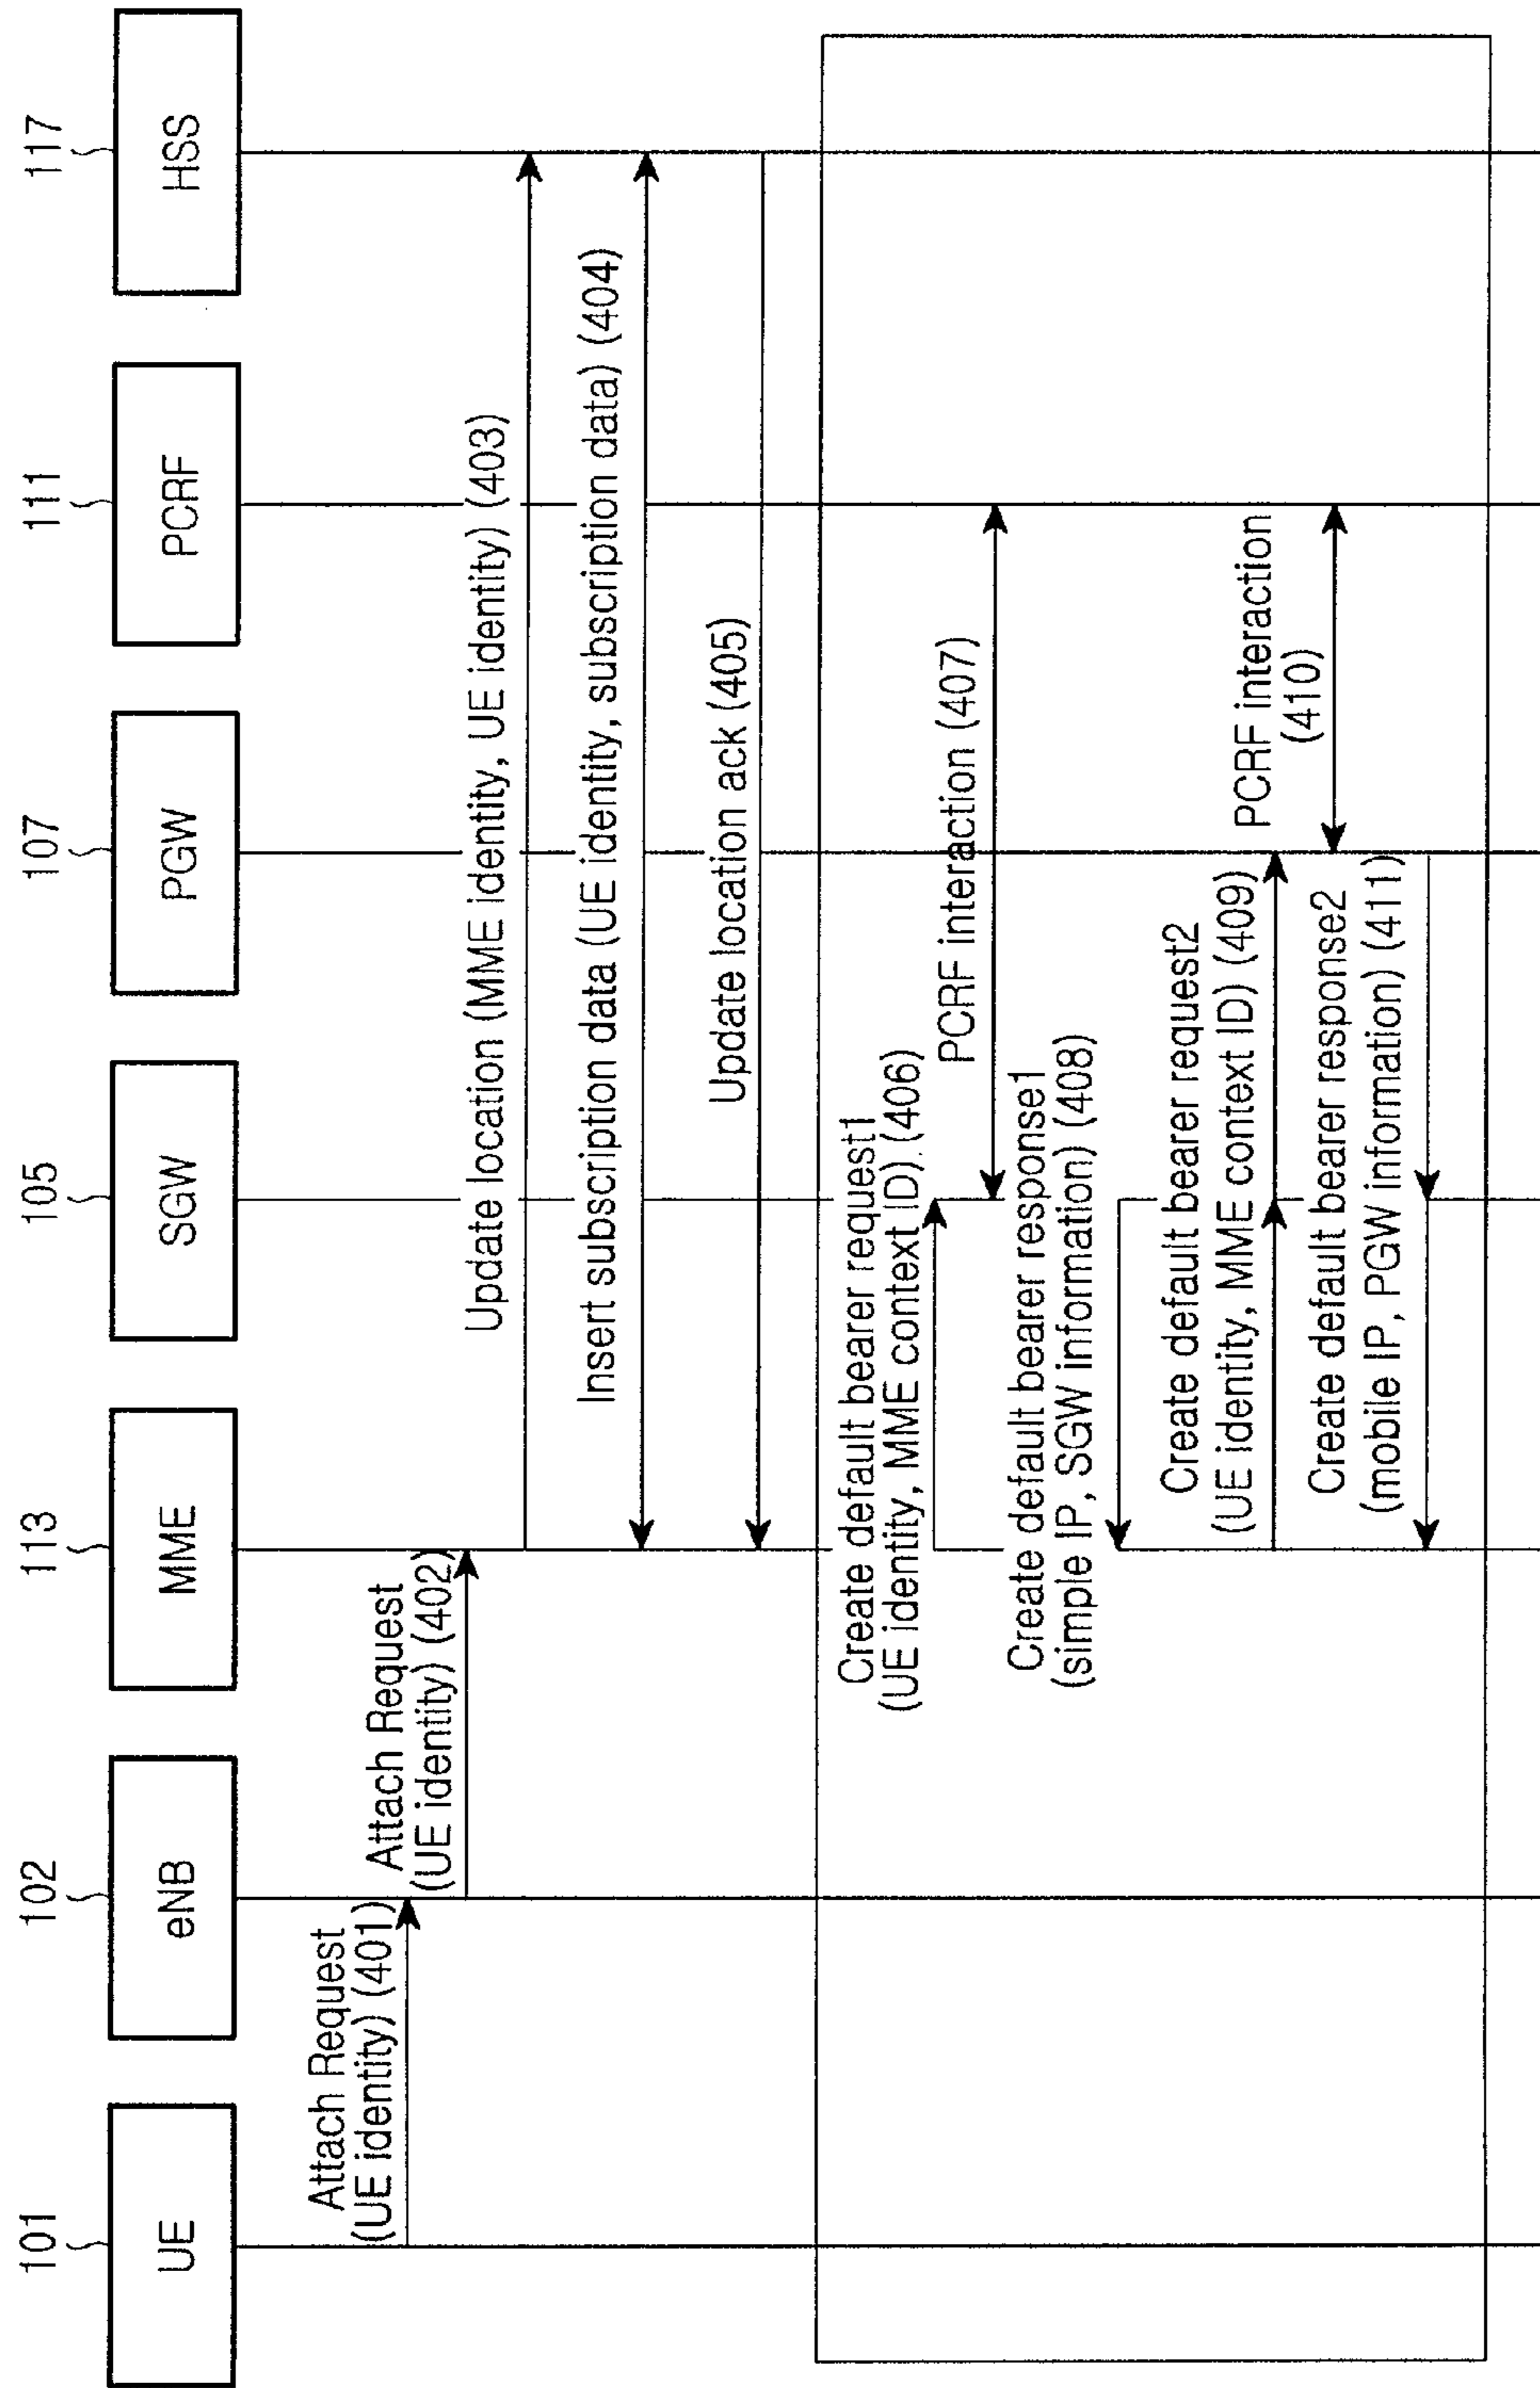 101
102
113
105
107
111
117
UE
eNB
MME
SGW
PGW
PCRF
HSS
Attach Request
(UE identity) (401)
Attach Request
(UE identity) (402)
Update location (MME identity, UE identity) (403)
Insert subscription data (UE identity, subscription data) (404)
Update location ack (405)
Create default bearer request1
(UE identity, MME context ID) (406)
PCRF interaction (407)
Create default bearer response1
(simple IP, SGW information) (408)
Create default bearer request2
(UE identity, MME context ID) (409)
PCRF interaction
(410)
Create default bearer response2
(mobile IP, PGW information) (411)